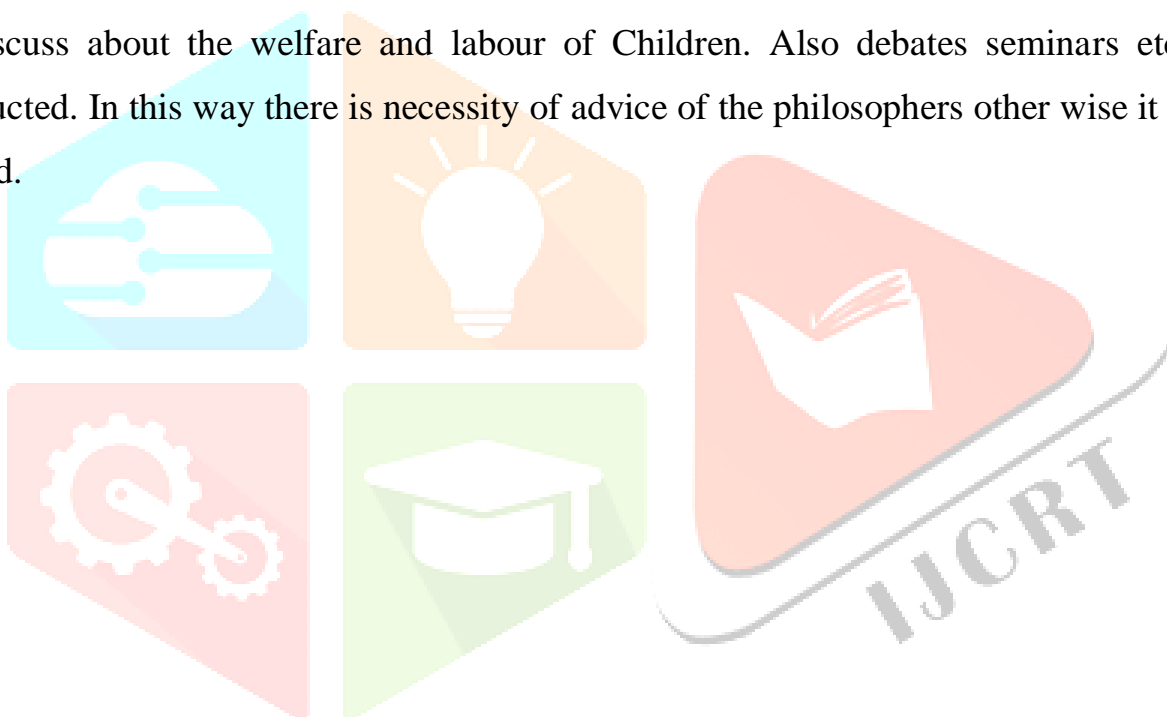 scuss about the welfare and labour of Children. Also debates seminars etc
ucted. In this way there is necessity of advice of the philosophers other wise it
d.
IJCRT